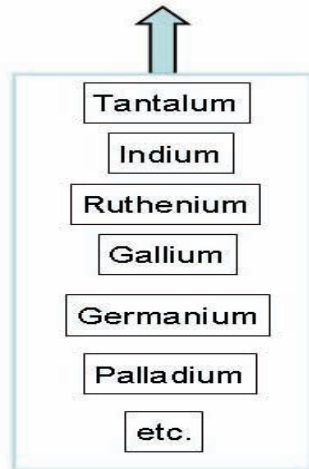 Tantalum
Indium
Ruthenium
Gallium
Germanium
Palladium
etc.